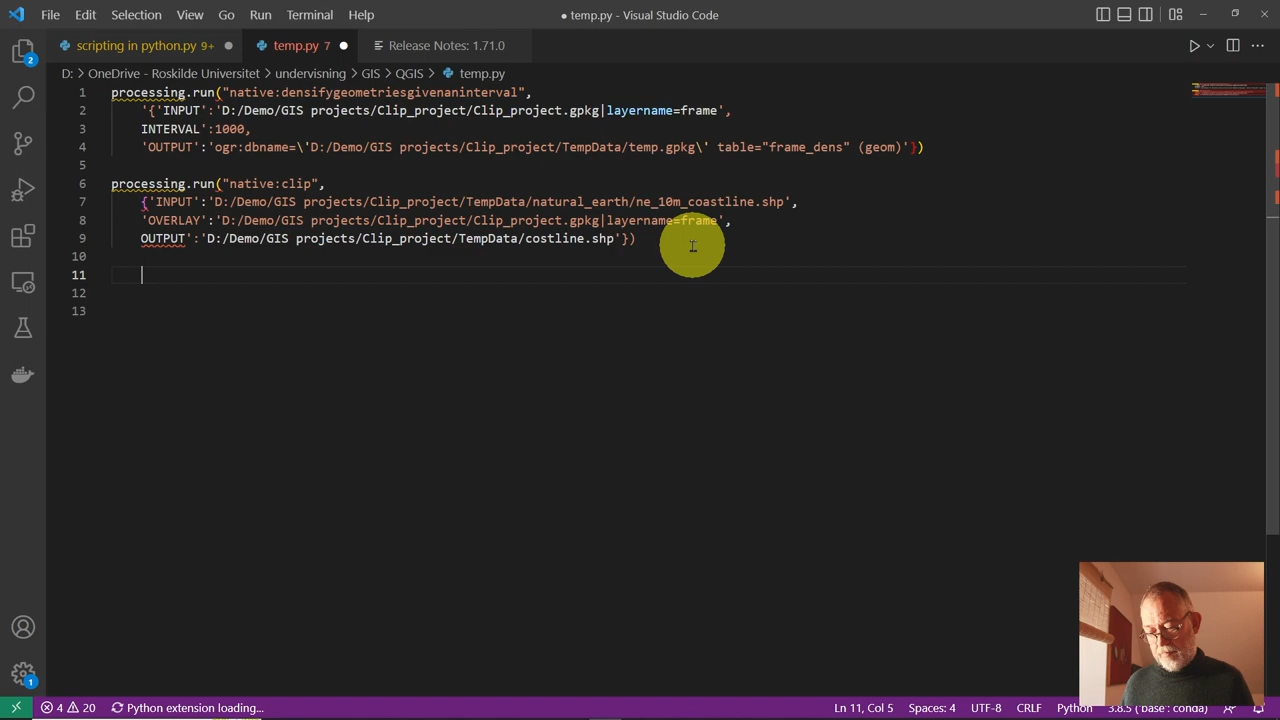 File Edit Selection View Go Run Terminal Help
● temp.py - Visual Studio Code
scripting in python.py 9+ ● temp.py 7 ● Release Notes: 1.71.0
D: > OneDrive - Roskilde Universitet > undervisning > GIS > QGIS > temp.py
1 processing.run("native:densifygeometriesgivenaninterval",
2 '{'INPUT':'D:/Demo/GIS projects/Clip_project/Clip_project.gpkg|layername=frame',
3 INTERVAL':1000,
4 'OUTPUT':'ogr:dbname=\'D:/Demo/GIS projects/Clip_project/TempData/temp.gpkg\' table="frame_dens" (geom)'})
5
6 processing.run("native:clip",
7 {'INPUT':'D:/Demo/GIS projects/Clip_project/TempData/natural_earth/ne_10m_coastline.shp',
8 'OVERLAY':'D:/Demo/GIS projects/Clip_project/Clip_project.gpkg|layername=frame',
9 OUTPUT':'D:/Demo/GIS projects/Clip_project/TempData/costline.shp'})
10
11
12
13
2
1
4 20 Python extension loading... Ln 11, Col 5 Spaces: 4 UTF-8 CRLF Python 3.8.5 ('base': conda)